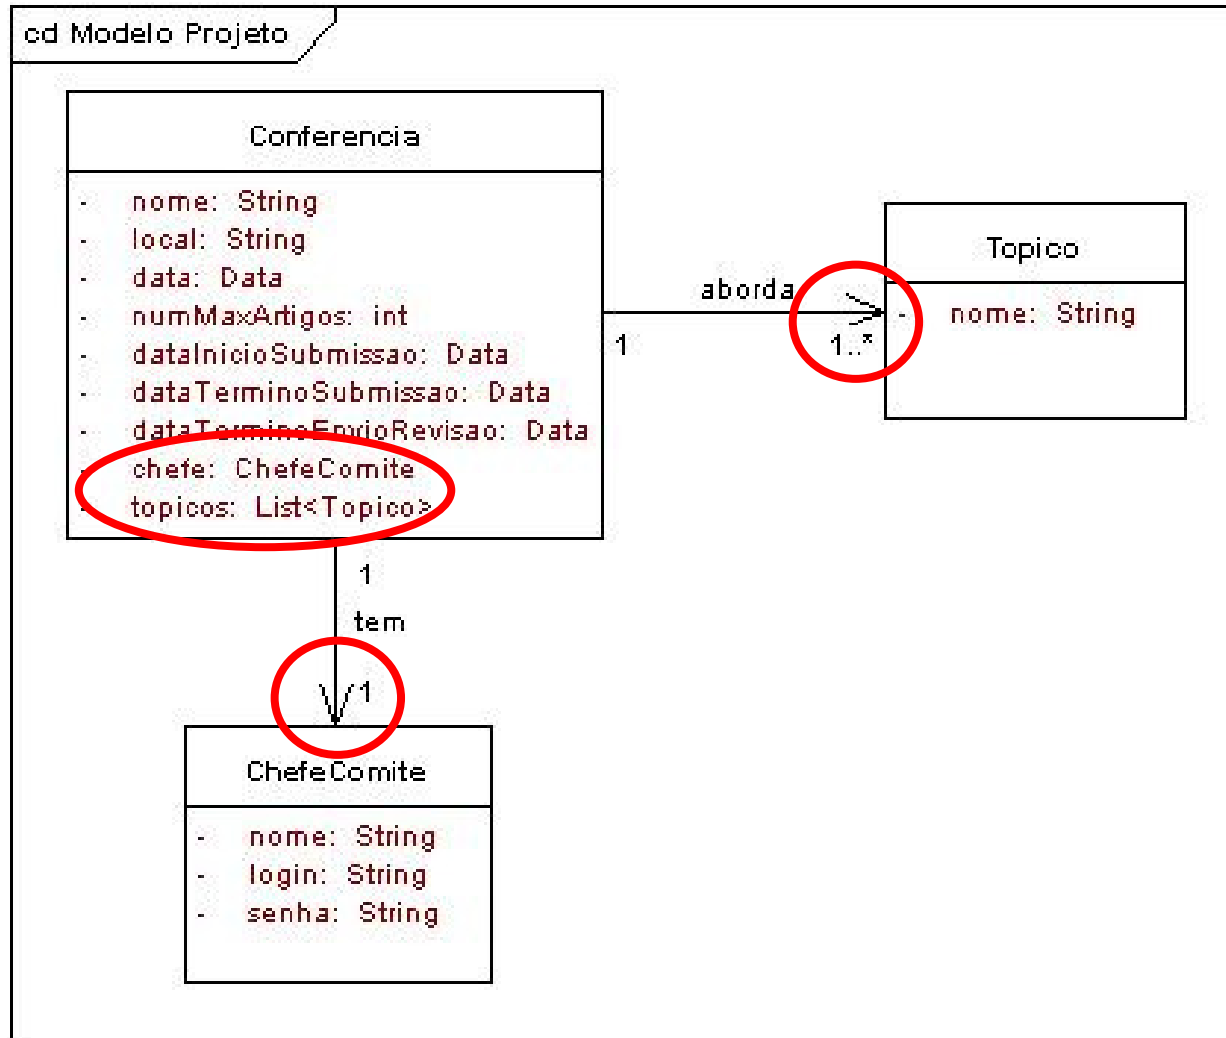 cd Modelo Projeto
Conferencia
- nome: String
- local: String
- data: Data
- numMaxArtigos: int
- dataInicioSubmissao: Data
- dataTerminoSubmissao: Data
- dataTerminoEnvioRevisao: Data
- chefe: ChefeComite
- topicos: List<Topico>
aborda
1
1..*
Topico
- nome: String
1
tem
1
ChefeComite
- nome: String
- login: String
- senha: String